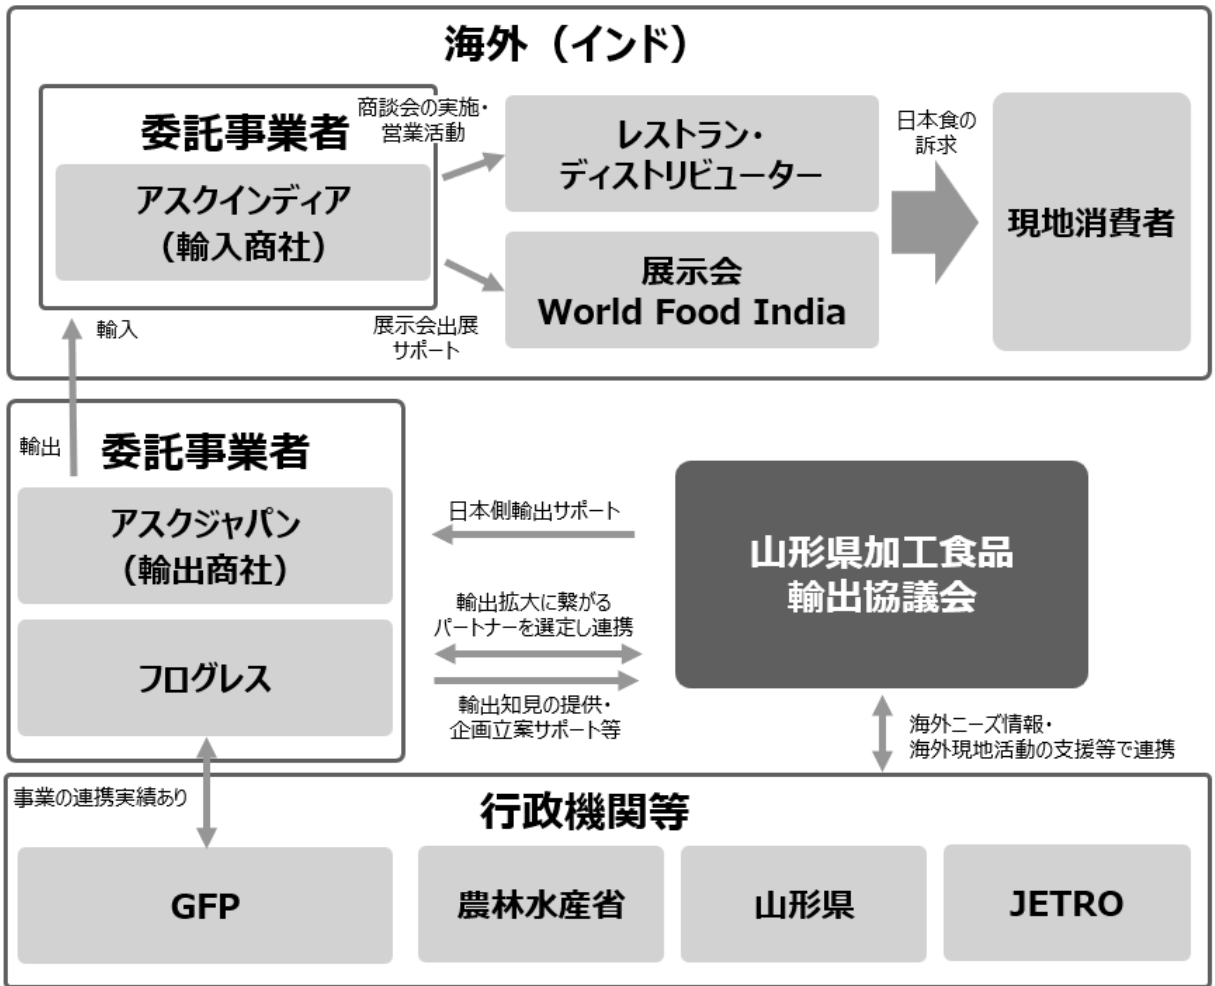 海外（インド）
委託事業者
アスクインディア
（輸入商社）
商談会の実施・
営業活動
レストラン・
ディストリビューター
展示会
World Food India
展示会出展
サポート
日本食の
訴求
現地消費者
輸入
輸出
委託事業者
アスクジャパン
（輸出商社）
フログレス
日本側輸出サポート
輸出拡大に繋がる
パートナーを選定し連携
輸出知見の提供・
企画立案サポート等
山形県加工食品
輸出協議会
海外ニーズ情報・
海外現地活動の支援等で連携
事業の連携実績あり
行政機関等
GFP
農林水産省
山形県
JETRO